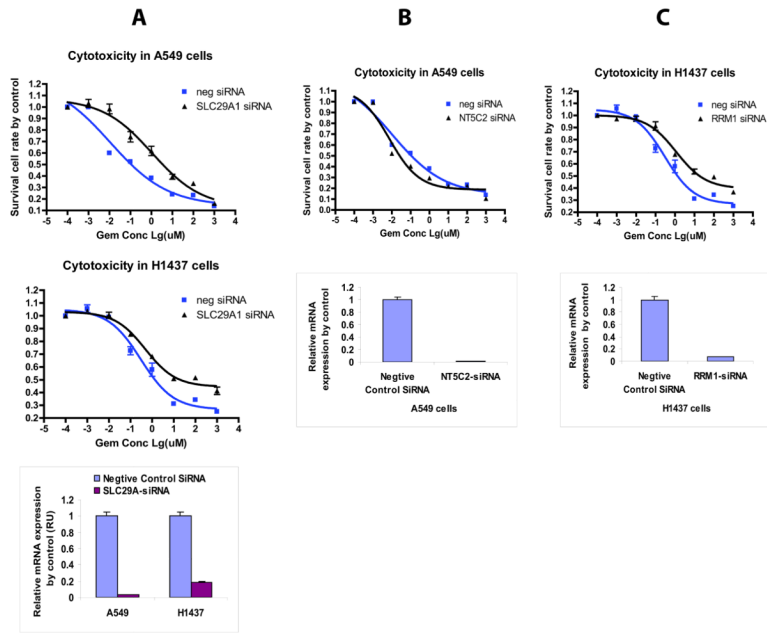 A
B
C
Cytotoxicity in A549 cells
Survival cell rate by control
1.2
1.1
1.0
0.9
0.8
0.7
0.6
0.5
0.4
0.3
0.2
0.1
neg siRNA
SLC29A1 siRNA
-5 -4 -3 -2 -1 0 1 2 3 4
Gem Conc Lg(uM)
Cytotoxicity in H1437 cells
Survival cell rate by control
1.2
1.1
1.0
0.9
0.8
0.7
0.6
0.5
0.4
0.3
0.2
neg siRNA
SLC29A1 siRNA
-5 -4 -3 -2 -1 0 1 2 3 4
Gem Conc Lg(uM)
Negtive Control SiRNA
SLC29A-siRNA
Relative mRNA expression
by control (RU)
1.2
1
0.8
0.6
0.4
0.2
0
A549 H1437
Cytotoxicity in A549 cells
Survival cell rate by control
1.1
1.0
0.9
0.8
0.7
0.6
0.5
0.4
0.3
0.2
0.1
0.0
neg siRNA
NT5C2 siRNA
-5 -4 -3 -2 -1 0 1 2 3 4
Gem Conc Lg(uM)
Relative mRNA
expression by control
1.2
1
0.8
0.6
0.4
0.2
0
Negtive
Control SiRNA
NT5C2-siRNA
A549 cells
Cytotoxicity in H1437 cells
Survival cell rate by control
1.2
1.1
1.0
0.9
0.8
0.7
0.6
0.5
0.4
0.3
0.2
neg siRNA
RRM1 siRNA
-5 -4 -3 -2 -1 0 1 2 3 4
Gem Conc Lg(uM)
Relative mRNA
expression by control
1.2
1
0.8
0.6
0.4
0.2
0
Negtive
Control SiRNA
RRM1-siRNA
H1437 cells